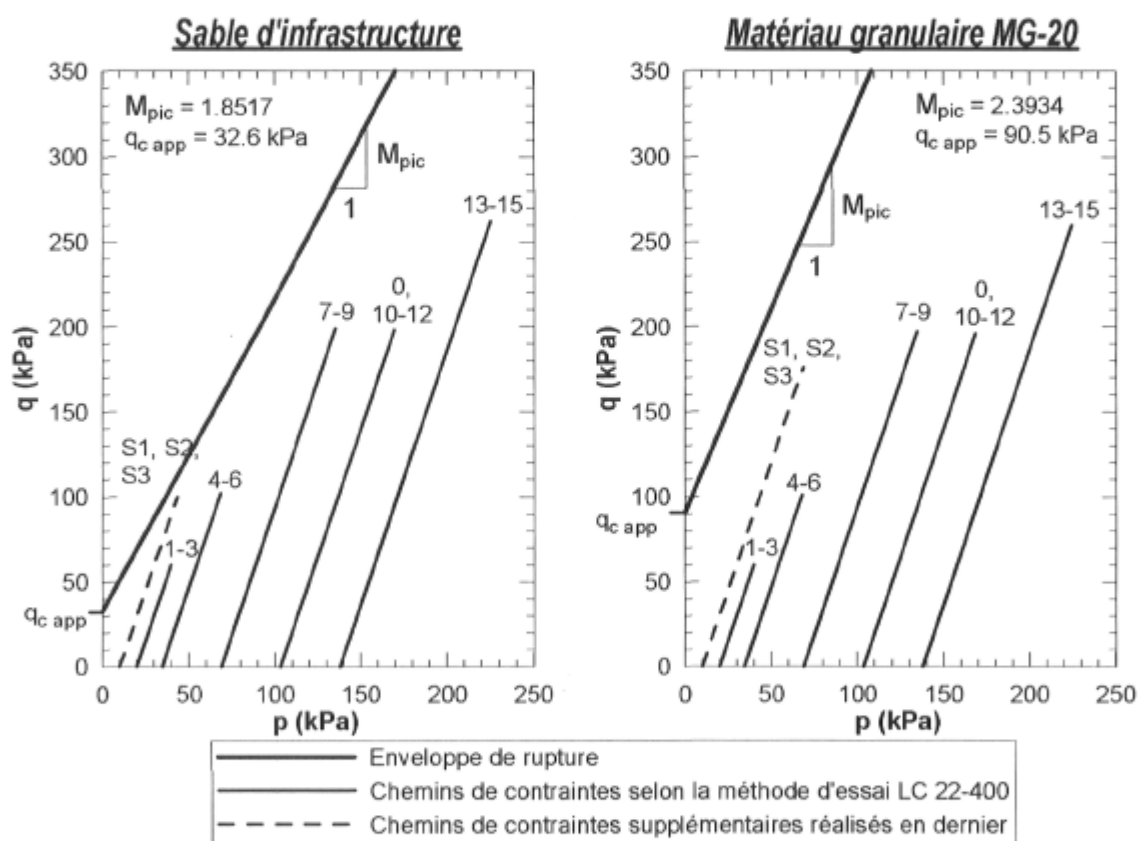 Sable d'infrastructure
350
300
250
200
150
100
50
0
q (kPa)
q_c app
M_pic = 1.8517
q_c app = 32.6 kPa
M_pic
1
13-15
0,
10-12
7-9
S1, S2,
S3
4-6
1-3
0 50 100 150 200 250
p (kPa)
Matériau granulaire MG-20
350
300
250
200
150
100
50
0
q (kPa)
q_c app
M_pic = 2.3934
q_c app = 90.5 kPa
M_pic
1
13-15
0,
10-12
7-9
S1, S2,
S3
4-6
1-3
0 50 100 150 200 250
p (kPa)
Enveloppe de rupture
Chemins de contraintes selon la méthode d'essai LC 22-400
Chemins de contraintes supplémentaires réalisés en dernier